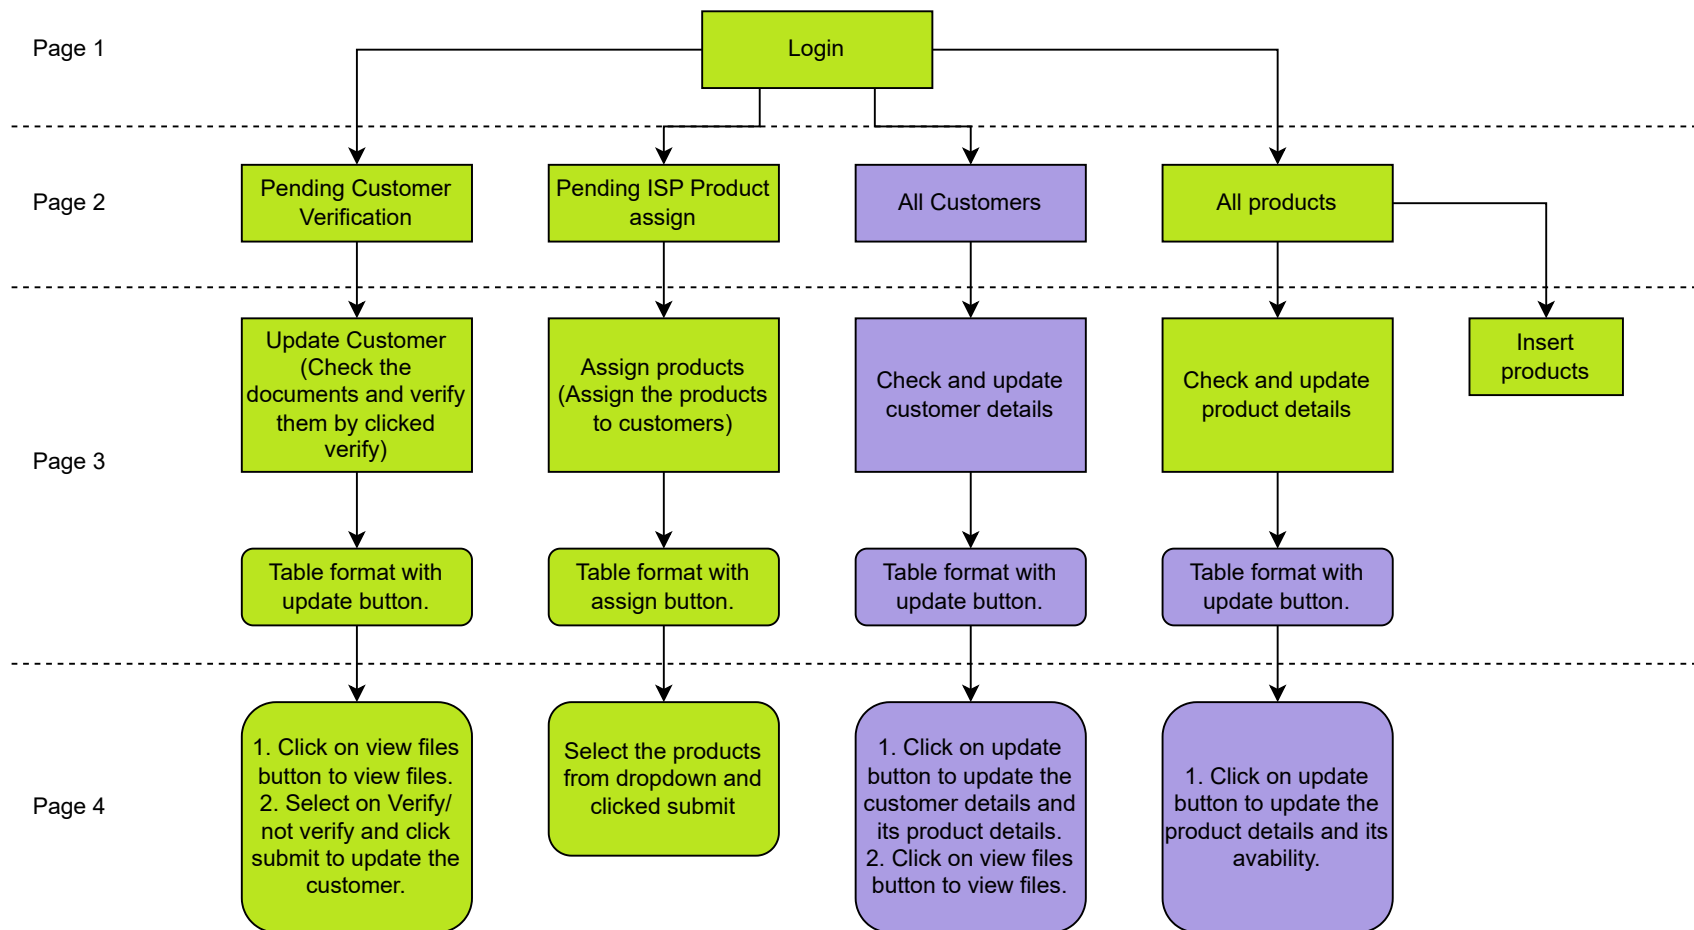 Page 1
Login
Page 2
Pending Customer
Verification
Pending ISP Product
assign
All Customers
All products
Page 3
Update Customer
(Check the
documents and verify
them by clicked
verify)
Assign products
(Assign the products
to customers)
Check and update
customer details
Check and update
product details
Insert
products
Table format with
update button.
Table format with
assign button.
Table format with
update button.
Table format with
update button.
Page 4
1. Click on view files
button to view files.
2. Select on Verify/
not verify and click
submit to update the
customer.
Select the products
from dropdown and
clicked submit
1. Click on update
button to update the
customer details and
its product details.
2. Click on view files
button to view files.
1. Click on update
button to update the
product details and its
avability.